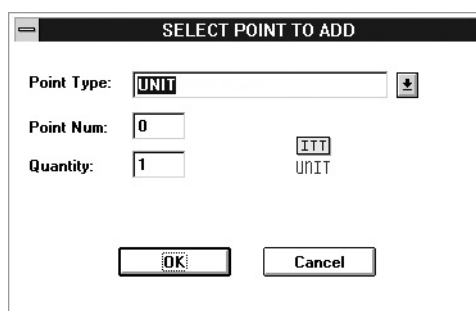 SELECT POINT TO ADD
Point Type: UNIT
Point Num: 0
Quantity: 1
ITT
UNIT
OK Cancel